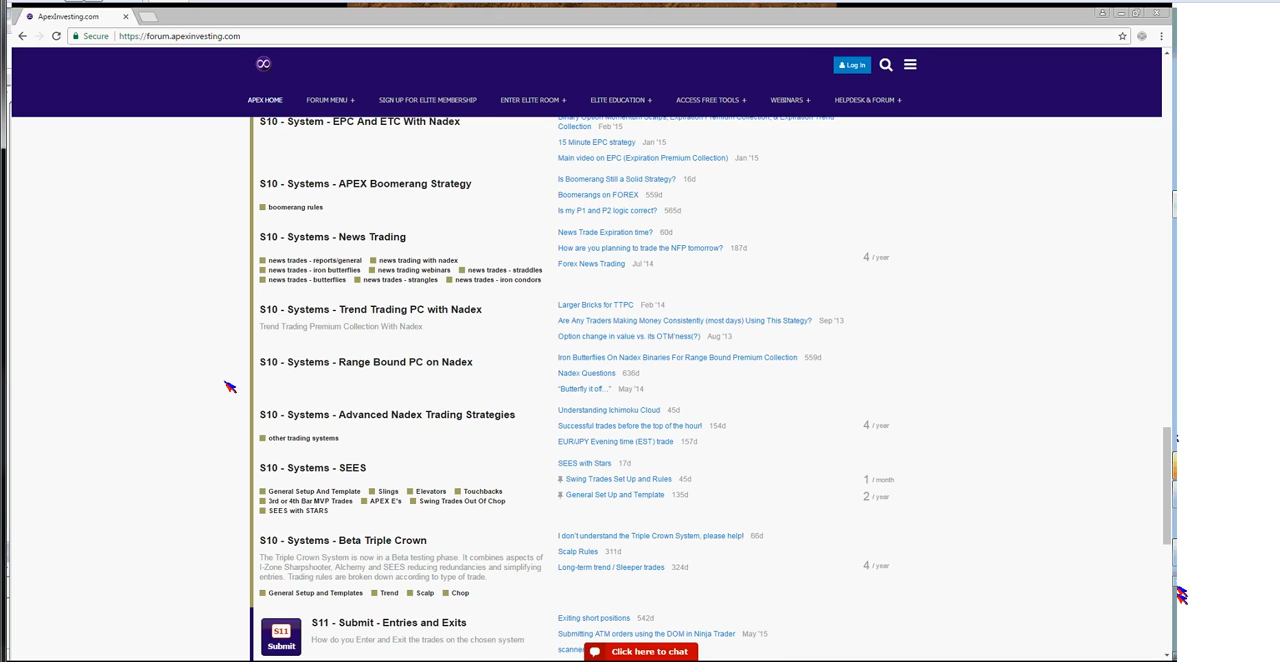 ApexInvesting.com
Secure | https://forum.apexinvesting.com
Log In
APEX HOME FORUM MENU + SIGN UP FOR ELITE MEMBERSHIP ENTER ELITE ROOM + ELITE EDUCATION + ACCESS FREE TOOLS + WEBINARS + HELPDESK & FORUM +
S10 - System - EPC And ETC With Nadex
Binary Option Momentum Scalps, Expiration Premium Collection, & Expiration Trend
Collection Feb '15
15 Minute EPC strategy Jan '15
Main video on EPC (Expiration Premium Collection) Jan '15
S10 - Systems - APEX Boomerang Strategy
boomerang rules
Is Boomerang Still a Solid Strategy? 16d
Boomerangs on FOREX 559d
Is my P1 and P2 logic correct? 565d
S10 - Systems - News Trading
news trades - reports/general news trading with nadex
news trades - iron butterflies news trading webinars news trades - straddles
news trades - butterflies news trades - strangles news trades - iron condors
News Trade Expiration time? 60d
How are you planning to trade the NFP tomorrow? 187d
Forex News Trading Jul '14
4 / year
S10 - Systems - Trend Trading PC with Nadex
Trend Trading Premium Collection With Nadex
Larger Bricks for TTPC Feb '14
Are Any Traders Making Money Consistently (most days) Using This Stategy? Sep '13
Option change in value vs. its OTM'ness(?) Aug '13
S10 - Systems - Range Bound PC on Nadex
Iron Butterflies On Nadex Binaries For Range Bound Premium Collection 559d
Nadex Questions 636d
"Butterfly it off..." May '14
S10 - Systems - Advanced Nadex Trading Strategies
other trading systems
Understanding Ichimoku Cloud 45d
Successful trades before the top of the hour! 154d
EUR/JPY Evening time (EST) trade 157d
4 / year
S10 - Systems - SEES
General Setup And Template Slings Elevators Touchbacks
3rd or 4th Bar MVP Trades APEX E's Swing Trades Out Of Chop
SEES with STARS
SEES with Stars 17d
Swing Trades Set Up and Rules 45d
General Set Up and Template 135d
1 / month
2 / year
S10 - Systems - Beta Triple Crown
The Triple Crown System is now in a Beta testing phase. It combines aspects of
I-Zone Sharpshooter, Alchemy and SEES reducing redundancies and simplifying
entries. Trading rules are broken down according to type of trade.
General Setup and Templates Trend Scalp Chop
I don't understand the Triple Crown System, please help! 66d
Scalp Rules 311d
Long-term trend / Sleeper trades 324d
4 / year
S11
Submit
S11 - Submit - Entries and Exits
How do you Enter and Exit the trades on the chosen system
Exiting short positions 542d
Submitting ATM orders using the DOM in Ninja Trader May '15
scanner
Click here to chat